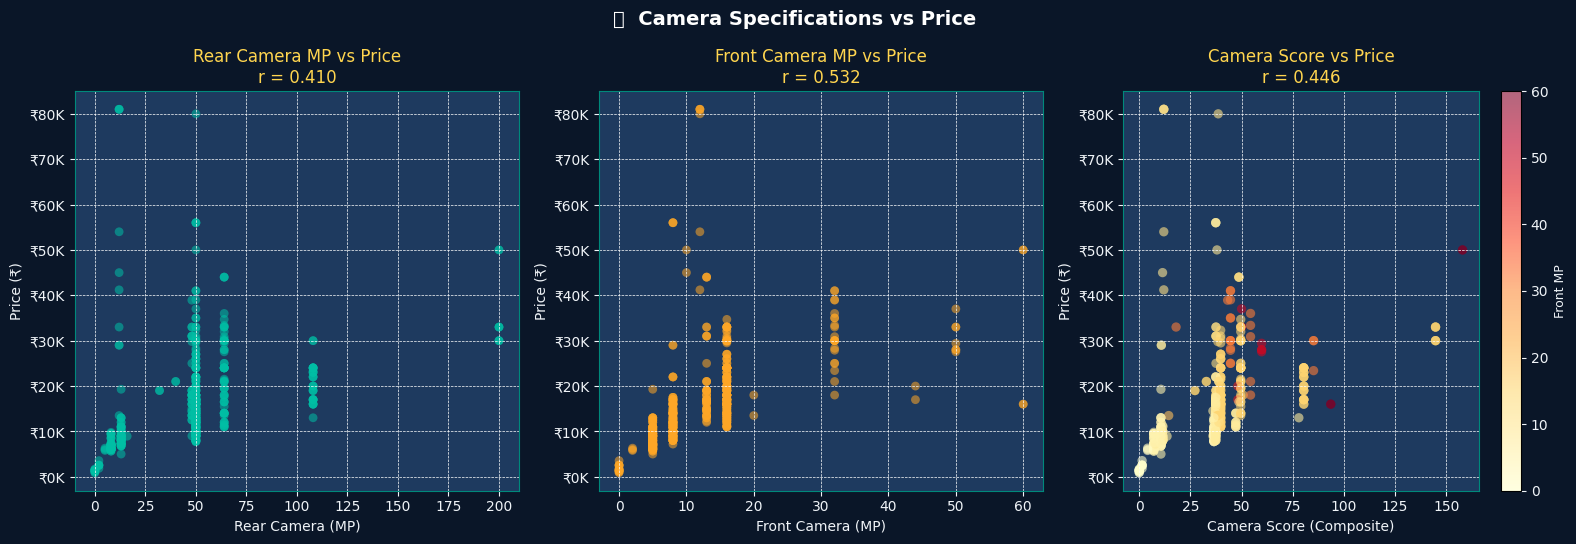 Camera Specifications vs Price
Rear Camera MP vs Price
r = 0.410
₹80K
₹70K
₹60K
₹50K
₹40K
₹30K
₹20K
₹10K
₹0K
Price (₹)
0 25 50 75 100 125 150 175 200
Rear Camera (MP)
Front Camera MP vs Price
r = 0.532
₹80K
₹70K
₹60K
₹50K
₹40K
₹30K
₹20K
₹10K
₹0K
Price (₹)
0 10 20 30 40 50 60
Front Camera (MP)
Camera Score vs Price
r = 0.446
₹80K
₹70K
₹60K
₹50K
₹40K
₹30K
₹20K
₹10K
₹0K
Price (₹)
0 25 50 75 100 125 150
Camera Score (Composite)
60
50
40
30
20
10
0
Front MP